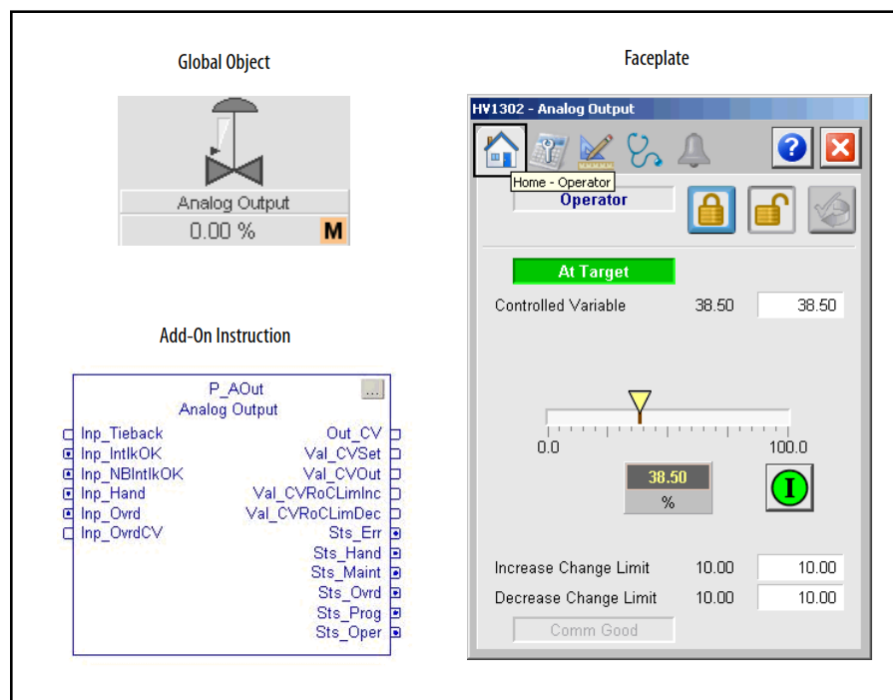 Global Object
Analog Output
0.00 %
M
Add-On Instruction
P_AOut
...
Analog Output
Inp_Tieback
Inp_IntlkOK
Inp_NBIntlkOK
Inp_Hand
Inp_Ovrd
Inp_OvrdCV
Out_CV
Val_CVSet
Val_CVOut
Val_CVRoCLimInc
Val_CVRoCLimDec
Sts_Err
Sts_Hand
Sts_Maint
Sts_Ovrd
Sts_Prog
Sts_Oper
Faceplate
HV1302 - Analog Output
?
Home - Operator
Operator
At Target
Controlled Variable 38.50 38.50
0.0 100.0
38.50
%
I
Increase Change Limit 10.00 10.00
Decrease Change Limit 10.00 10.00
Comm Good